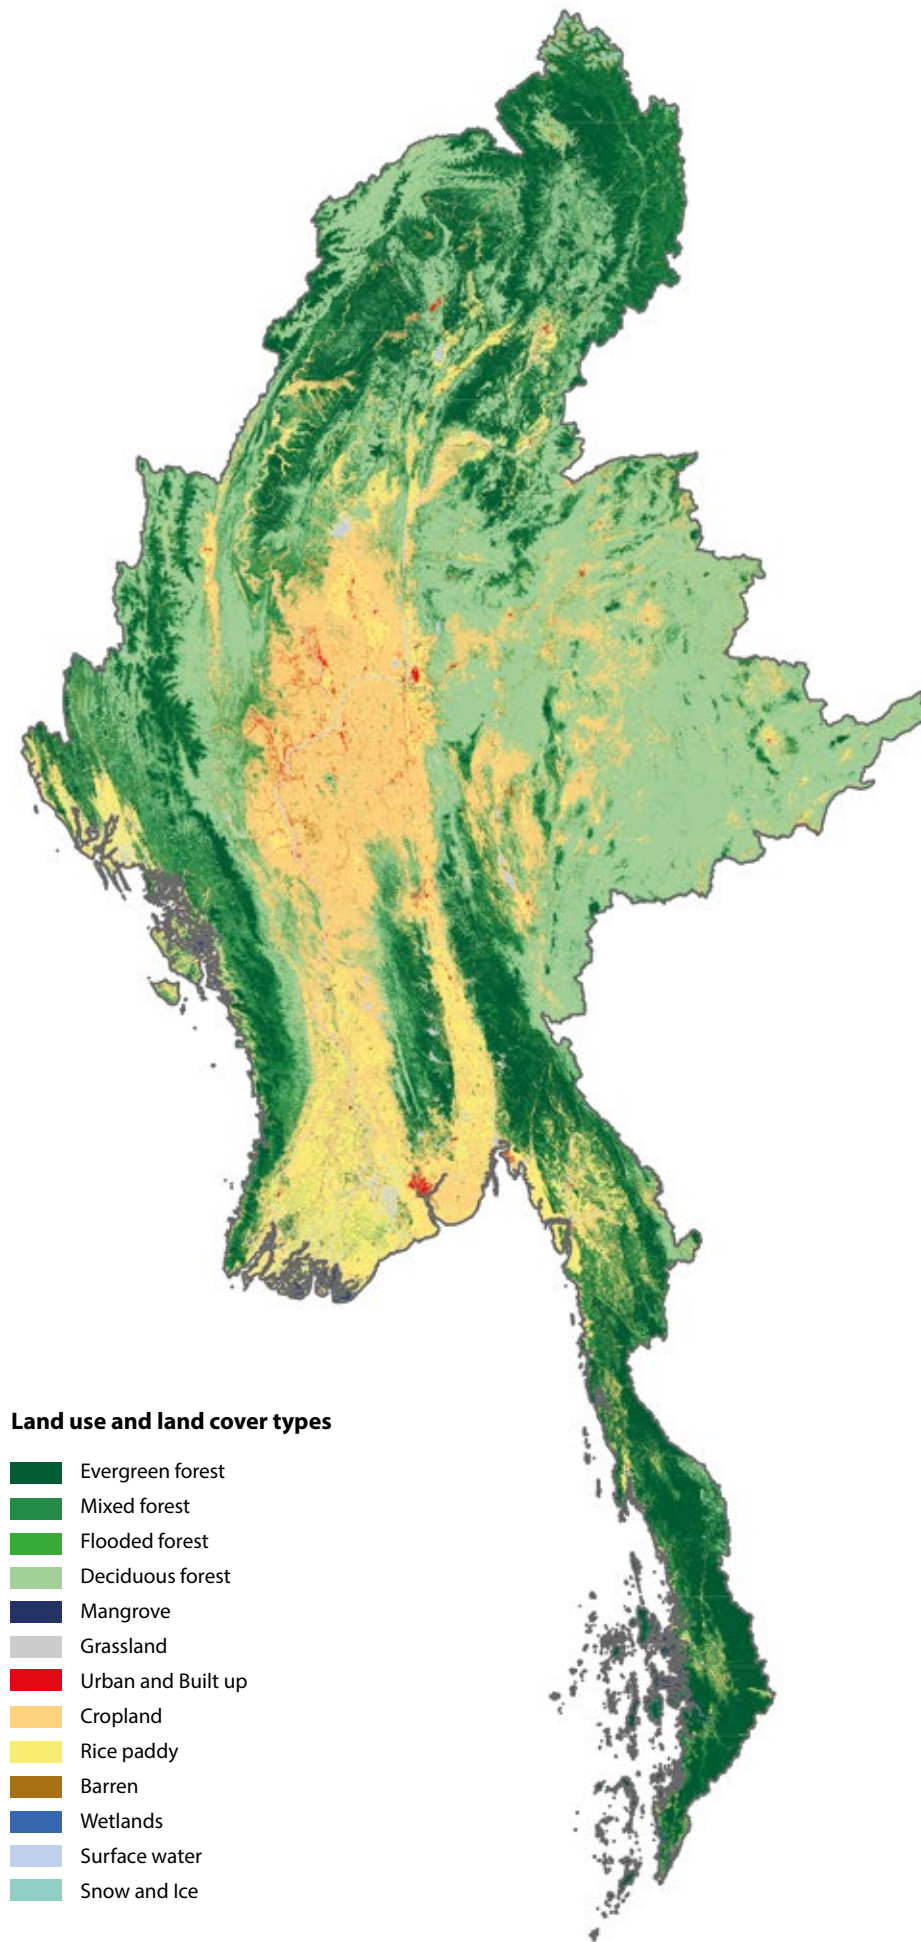 Land use and land cover types
Evergreen forest
Mixed forest
Flooded forest
Deciduous forest
Mangrove
Grassland
Urban and Built up
Cropland
Rice paddy
Barren
Wetlands
Surface water
Snow and Ice